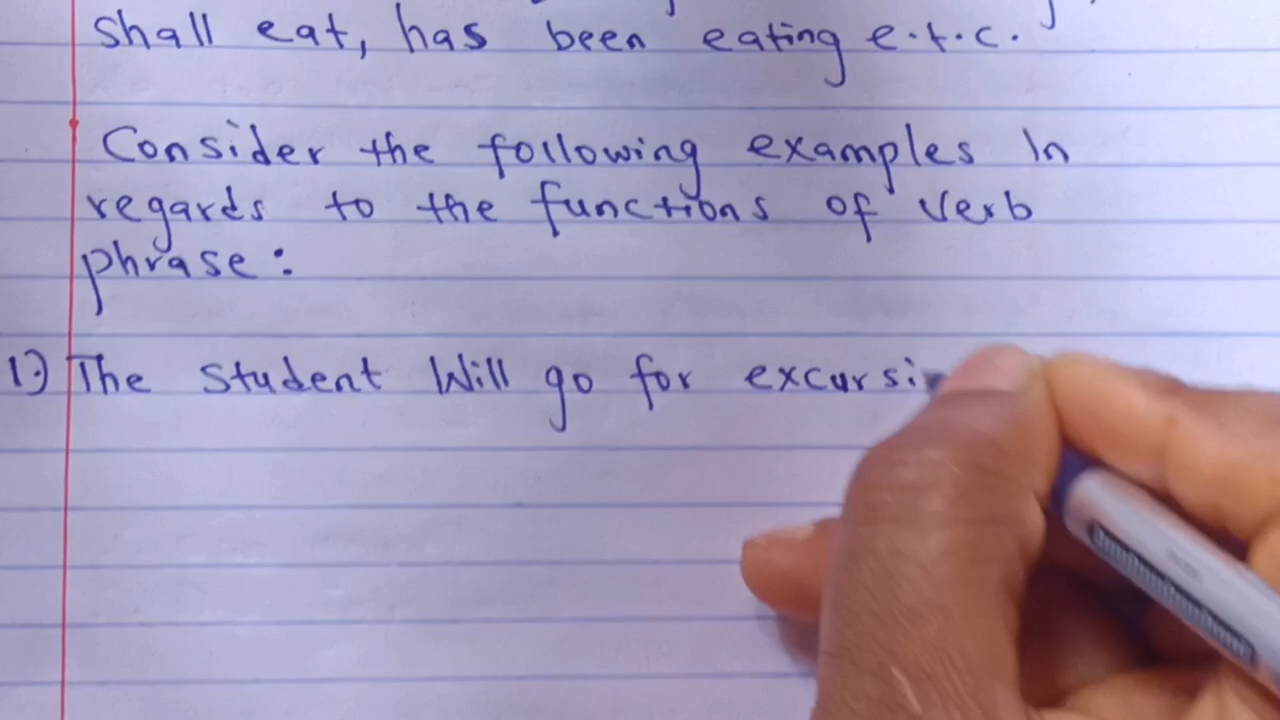 shall eat, has been eating e.t.c.
Consider the following examples In
regards to the functions of Verb
phrase:
1.) The student Will go for